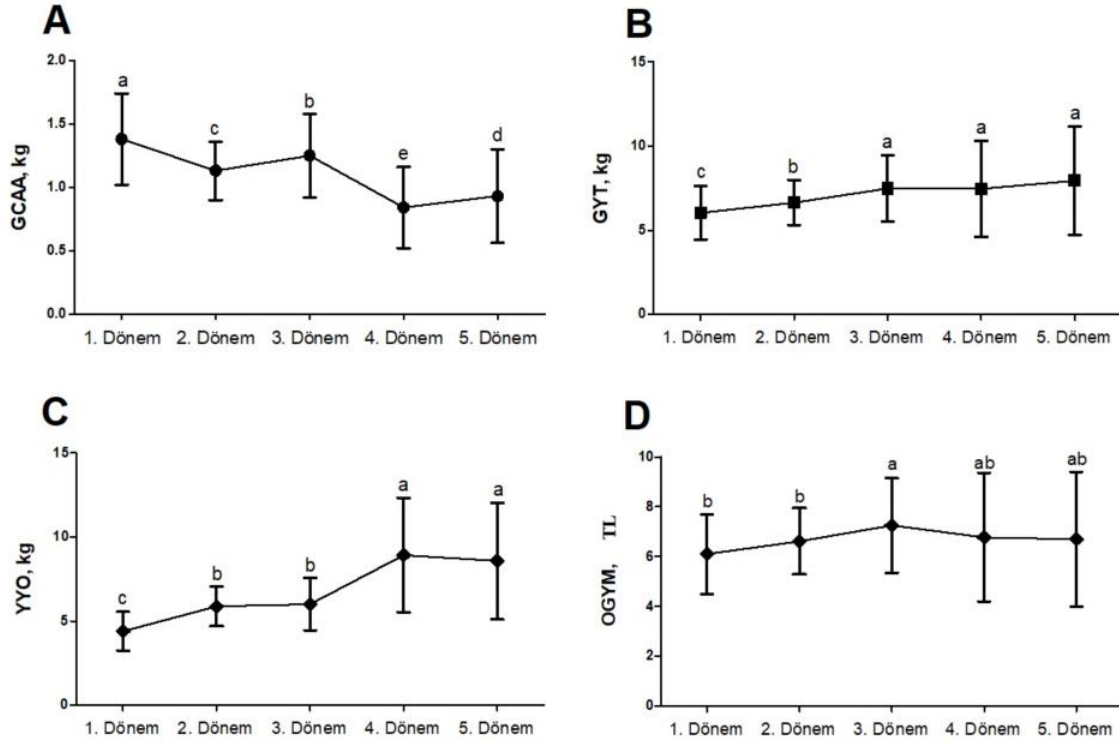 A
GCAA, kg
2.0
1.5
1.0
0.5
0.0
a
c
b
e
d
1. Dönem 2. Dönem 3. Dönem 4. Dönem 5. Dönem
B
GYT, kg
15
10
5
0
c
b
a
a
a
1. Dönem 2. Dönem 3. Dönem 4. Dönem 5. Dönem
C
YYO, kg
15
10
5
0
c
b
b
a
a
1. Dönem 2. Dönem 3. Dönem 4. Dönem 5. Dönem
D
OGYM, TL
10
8
6
4
2
0
b
b
a
ab
ab
1. Dönem 2. Dönem 3. Dönem 4. Dönem 5. Dönem